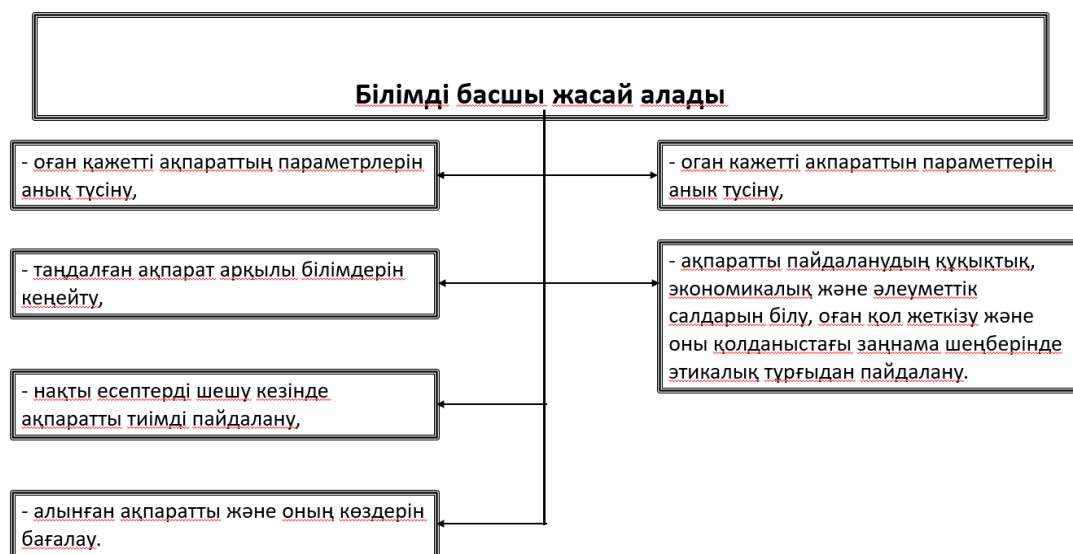 Білімді басшы жасай алады
- оған қажетті ақпараттың параметрлерін
анық түсіну,
- оган кажетті акпараттын параметтерін
анык түсіну,
- таңдалған ақпарат арқылы білімдерін
кеңейту,
- ақпаратты пайдаланудың құқықтық,
экономикалық және әлеуметтік
салдарын білу, оған қол жеткізу және
оны қолданыстағы заңнама шеңберінде
этикалық тұрғыдан пайдалану.
- нақты есептерді шешу кезінде
ақпаратты тиімді пайдалану,
- алынған ақпаратты және оның көздерін
бағалау.